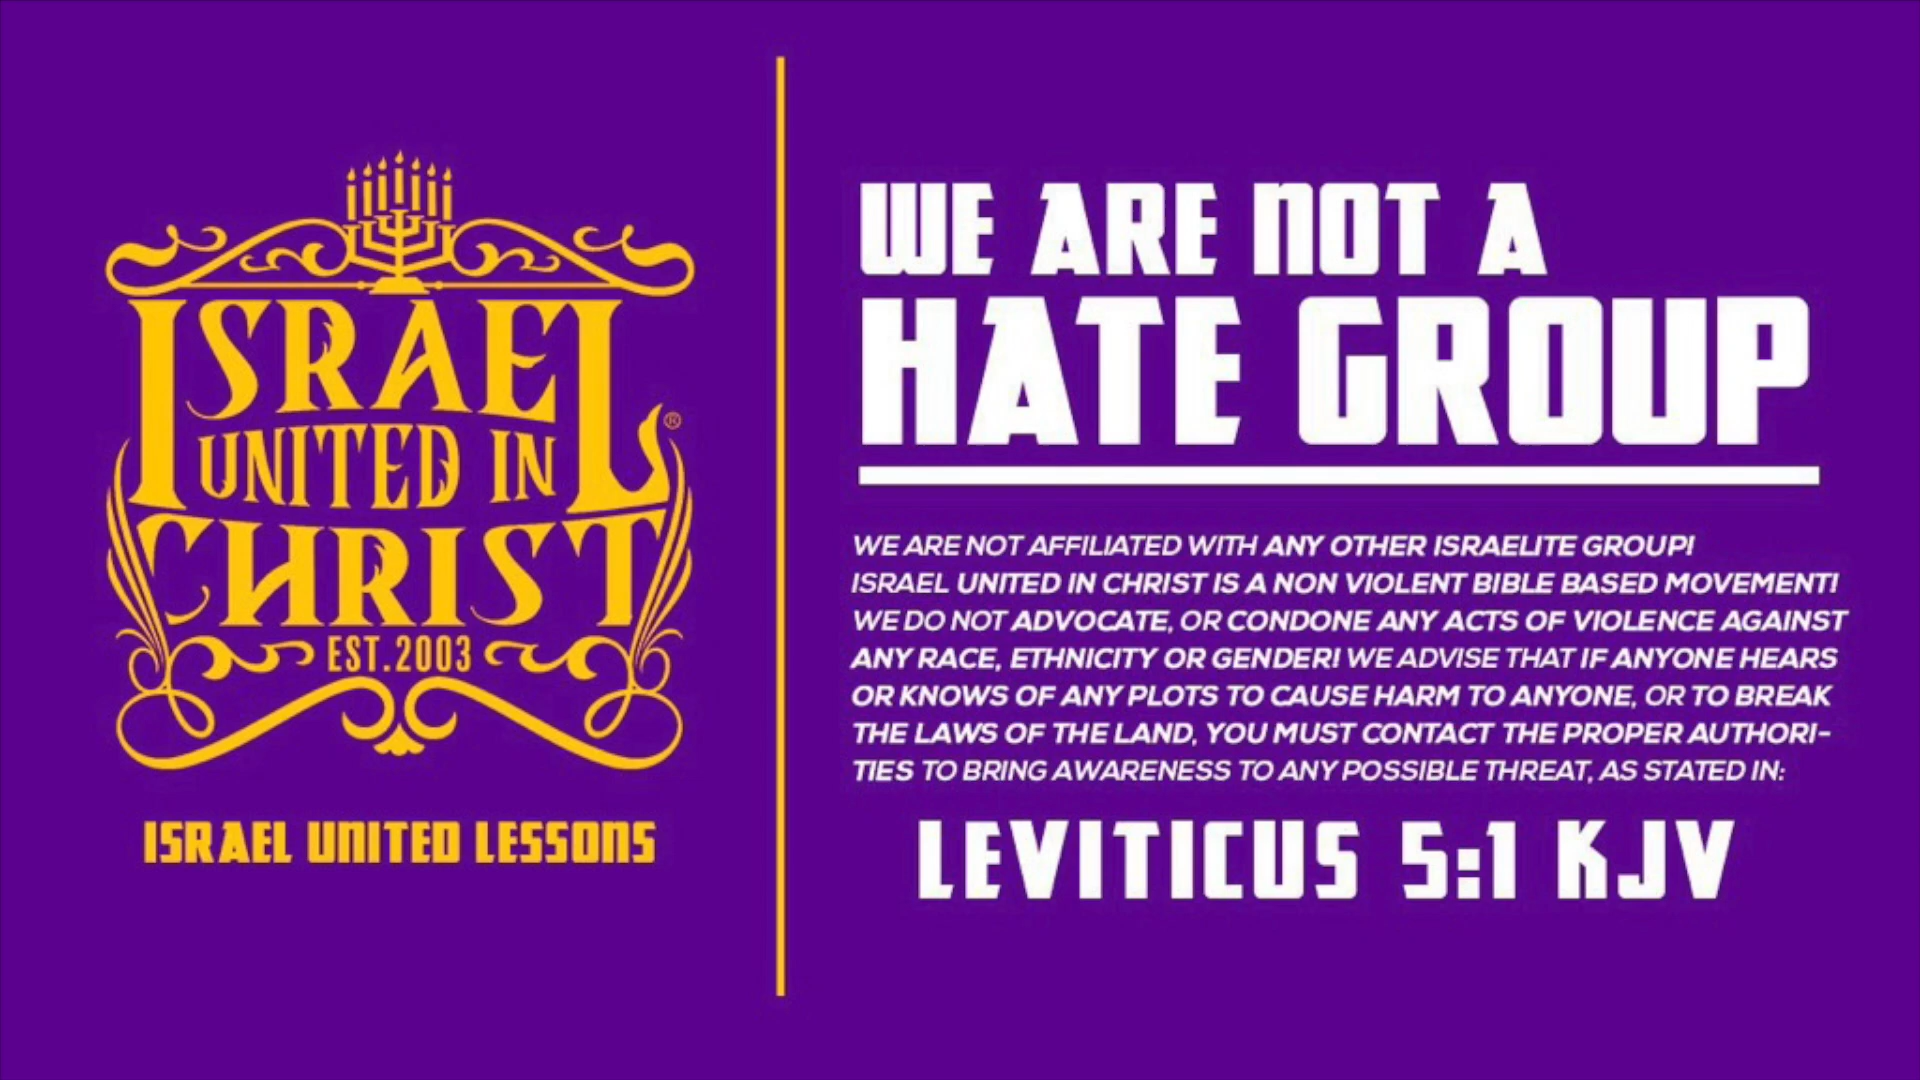 ISRAEL
UNITED IN
CHRIST®
EST.2003
ISRAEL UNITED LESSONS
WE ARE NOT A
HATE GROUP
WE ARE NOT AFFILIATED WITH ANY OTHER ISRAELITE GROUP!
ISRAEL UNITED IN CHRIST IS A NON VIOLENT BIBLE BASED MOVEMENT!
WE DO NOT ADVOCATE, OR CONDONE ANY ACTS OF VIOLENCE AGAINST
ANY RACE, ETHNICITY OR GENDER! WE ADVISE THAT IF ANYONE HEARS
OR KNOWS OF ANY PLOTS TO CAUSE HARM TO ANYONE, OR TO BREAK
THE LAWS OF THE LAND, YOU MUST CONTACT THE PROPER AUTHORI-
TIES TO BRING AWARENESS TO ANY POSSIBLE THREAT, AS STATED IN:
LEVITICUS 5:1 KJV